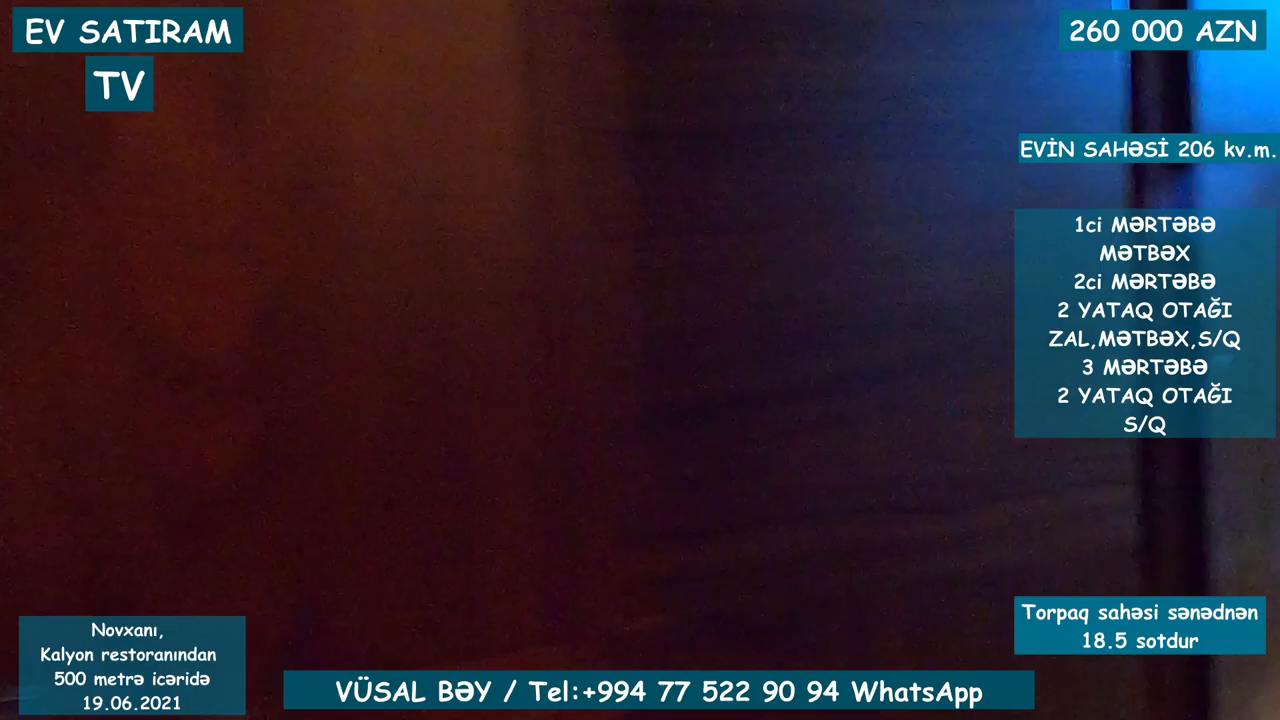 EV SATIRAM
TV
260 000 AZN
EVİN SAHƏSİ 206 kv.m.
1ci MƏRTƏBƏ
MƏTBƏX
2ci MƏRTƏBƏ
2 YATAQ OTAĞI
ZAL,MƏTBƏX,S/Q
3 MƏRTƏBƏ
2 YATAQ OTAĞI
S/Q
Torpaq sahəsi sənədnən
18.5 sotdur
Novxanı,
Kalyon restoranından
500 metrə icəridə
19.06.2021
VÜSAL BƏY / Tel:+994 77 522 90 94 WhatsApp